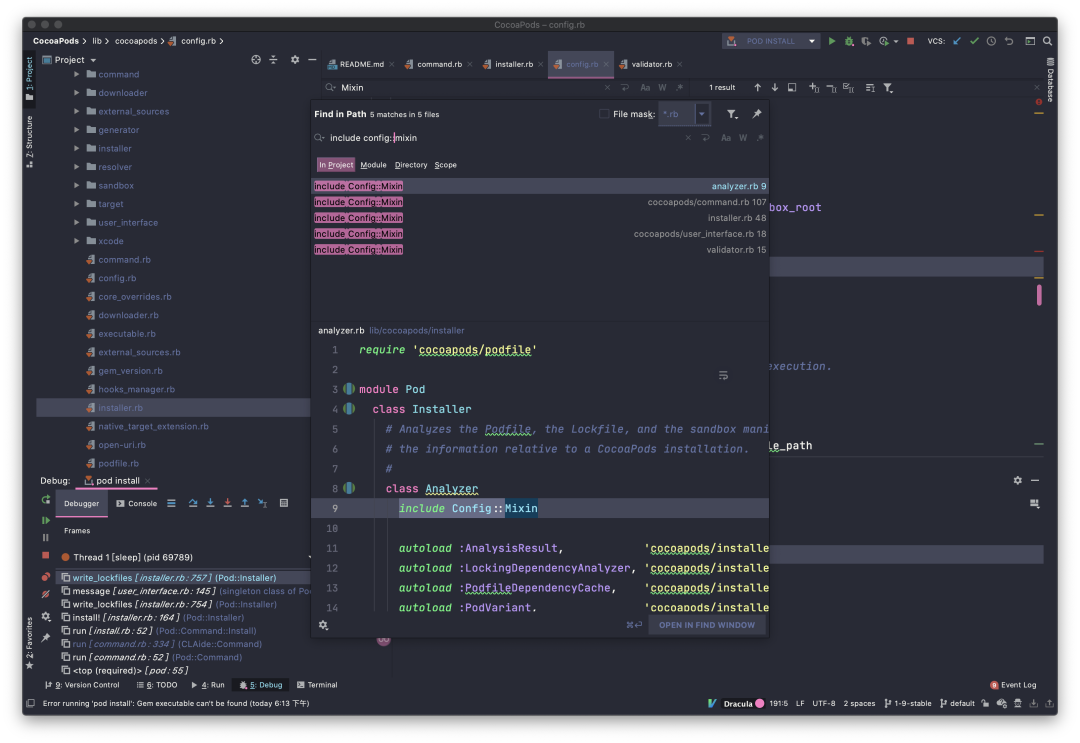 CocoaPods – config.rb
CocoaPods lib cocoapods config.rb
POD INSTALL
VCS:
Project
README.md command.rb installer.rb config.rb validator.rb
Mixin
Aa W .* 1 result
1: Project
Z: Structure
2: Favorites
Database
command
downloader
external_sources
generator
installer
resolver
sandbox
target
user_interface
xcode
command.rb
config.rb
core_overrides.rb
downloader.rb
executable.rb
external_sources.rb
gem_version.rb
hooks_manager.rb
installer.rb
native_target_extension.rb
open-uri.rb
podfile.rb
Find in Path 5 matches in 5 files
File mask: *.rb
include config::mixin
Aa W .*
In Project Module Directory Scope
include Config::Mixin analyzer.rb 9
include Config::Mixin cocoapods/command.rb 107
include Config::Mixin installer.rb 48
include Config::Mixin cocoapods/user_interface.rb 18
include Config::Mixin validator.rb 15
analyzer.rb lib/cocoapods/installer
1 require 'cocoapods/podfile'
2
3 module Pod
4 class Installer
5 # Analyzes the Podfile, the Lockfile, and the sandbox mani
6 # the information relative to a CocoaPods installation.
7 #
8 class Analyzer
9 include Config::Mixin
10
11 autoload :AnalysisResult, 'cocoapods/installe
12 autoload :LockingDependencyAnalyzer, 'cocoapods/installe
13 autoload :PodfileDependencyCache, 'cocoapods/installe
14 autoload :PodVariant, 'cocoapods/installe
OPEN IN FIND WINDOW
box_root
execution.
le_path
Debug: pod install
Debugger Console
Frames
Thread 1 [sleep] (pid 69789)
write_lockfiles [installer.rb:757] (Pod::Installer)
message [user_interface.rb:145] (singleton class of Po
write_lockfiles [installer.rb:754] (Pod::Installer)
install! [installer.rb:164] (Pod::Installer)
run [install.rb:52] (Pod::Command::Install)
run [command.rb:334] (CLAide::Command)
run [command.rb:52] (Pod::Command)
<top (required)> [pod:55]
9: Version Control 6: TODO 4: Run 5: Debug Terminal
Event Log
Error running 'pod install': Gem executable can't be found (today 6:13 下午)
Dracula 191:5 LF UTF-8 2 spaces 1-9-stable default